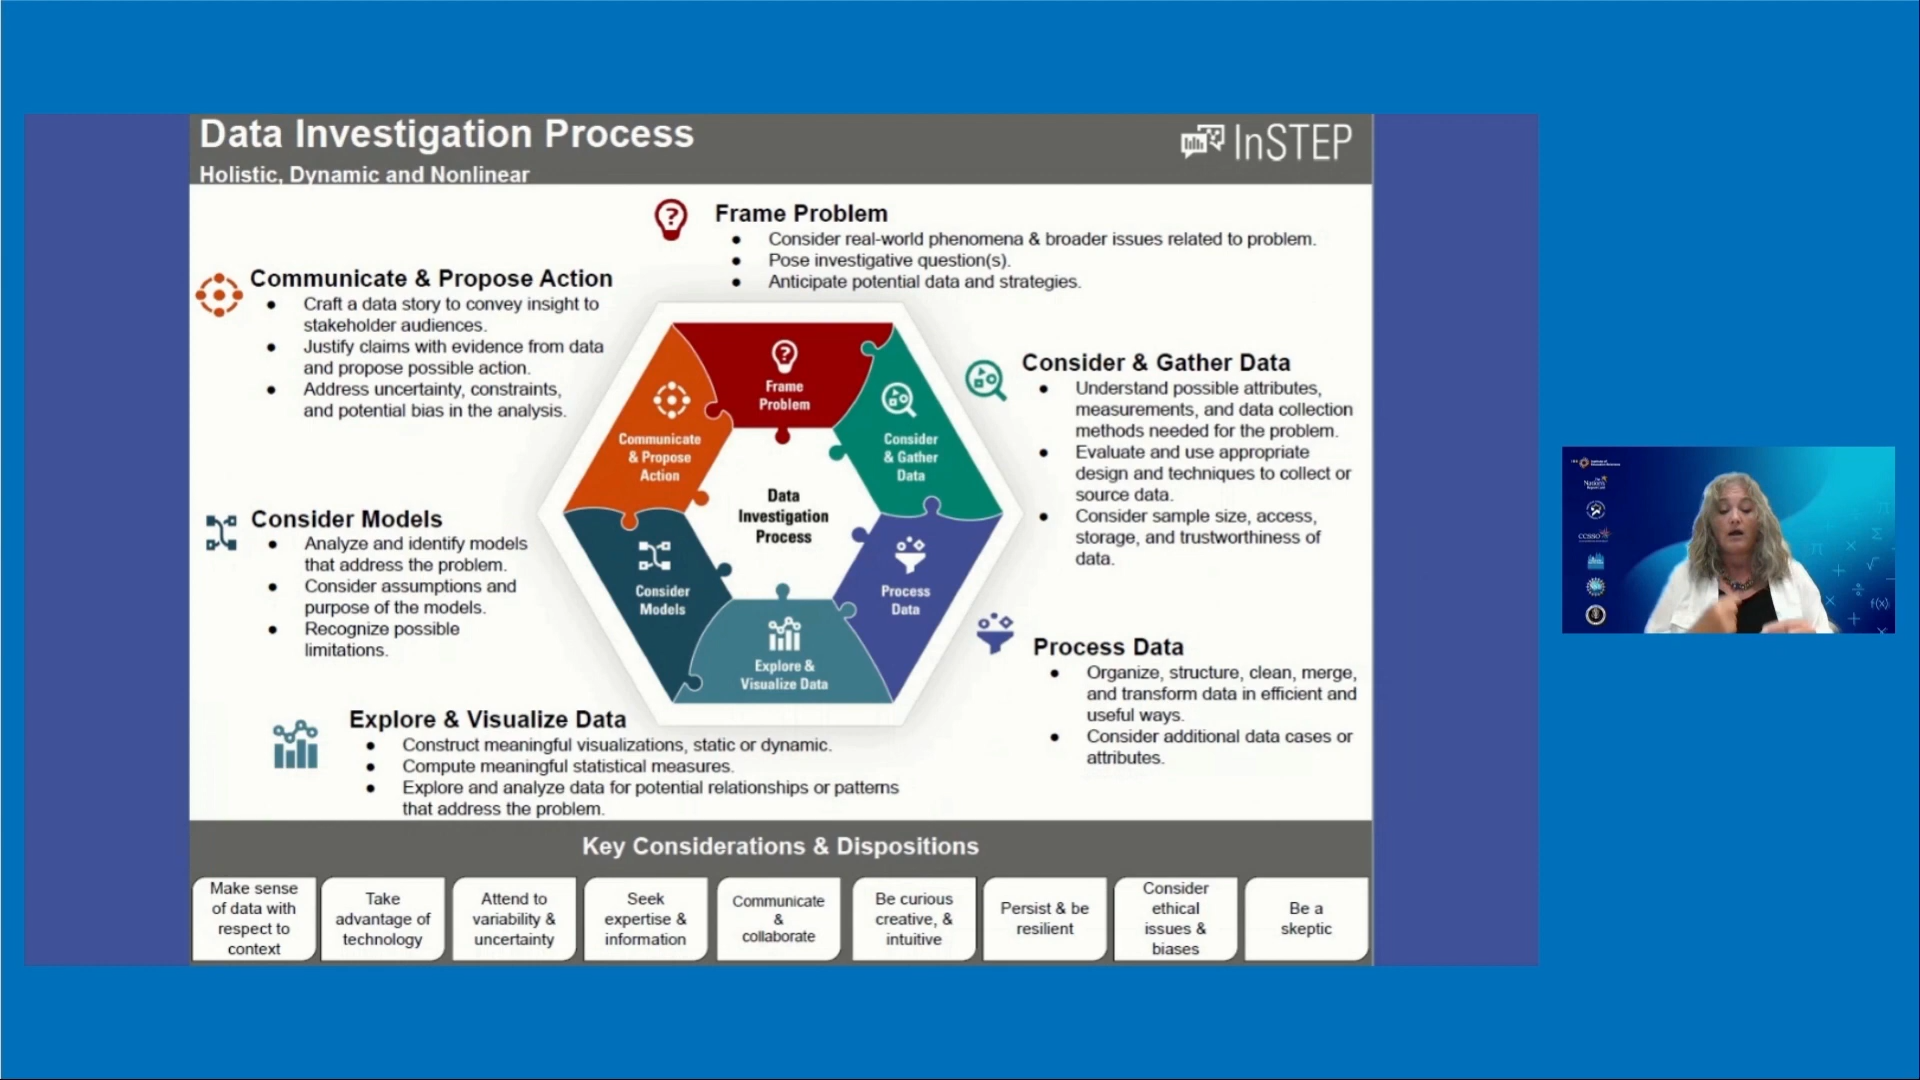 Data Investigation Process
Holistic, Dynamic and Nonlinear
InSTEP
Frame Problem
● Consider real-world phenomena & broader issues related to problem.
● Pose investigative question(s).
● Anticipate potential data and strategies.
Communicate & Propose Action
● Craft a data story to convey insight to
stakeholder audiences.
● Justify claims with evidence from data
and propose possible action.
● Address uncertainty, constraints,
and potential bias in the analysis.
Consider & Gather Data
● Understand possible attributes,
measurements, and data collection
methods needed for the problem.
● Evaluate and use appropriate
design and techniques to collect or
source data.
● Consider sample size, access,
storage, and trustworthiness of
data.
Frame
Problem
Communicate
& Propose
Action
Consider
& Gather
Data
Data
Investigation
Process
Consider
Models
Process
Data
Explore &
Visualize Data
Consider Models
● Analyze and identify models
that address the problem.
● Consider assumptions and
purpose of the models.
● Recognize possible
limitations.
Process Data
● Organize, structure, clean, merge,
and transform data in efficient and
useful ways.
● Consider additional data cases or
attributes.
Explore & Visualize Data
● Construct meaningful visualizations, static or dynamic.
● Compute meaningful statistical measures.
● Explore and analyze data for potential relationships or patterns
that address the problem.
Key Considerations & Dispositions
Make sense
of data with
respect to
context
Take
advantage of
technology
Attend to
variability &
uncertainty
Seek
expertise &
information
Communicate
&
collaborate
Be curious
creative, &
intuitive
Persist & be
resilient
Consider
ethical
issues &
biases
Be a
skeptic
CCSSO
f(x)